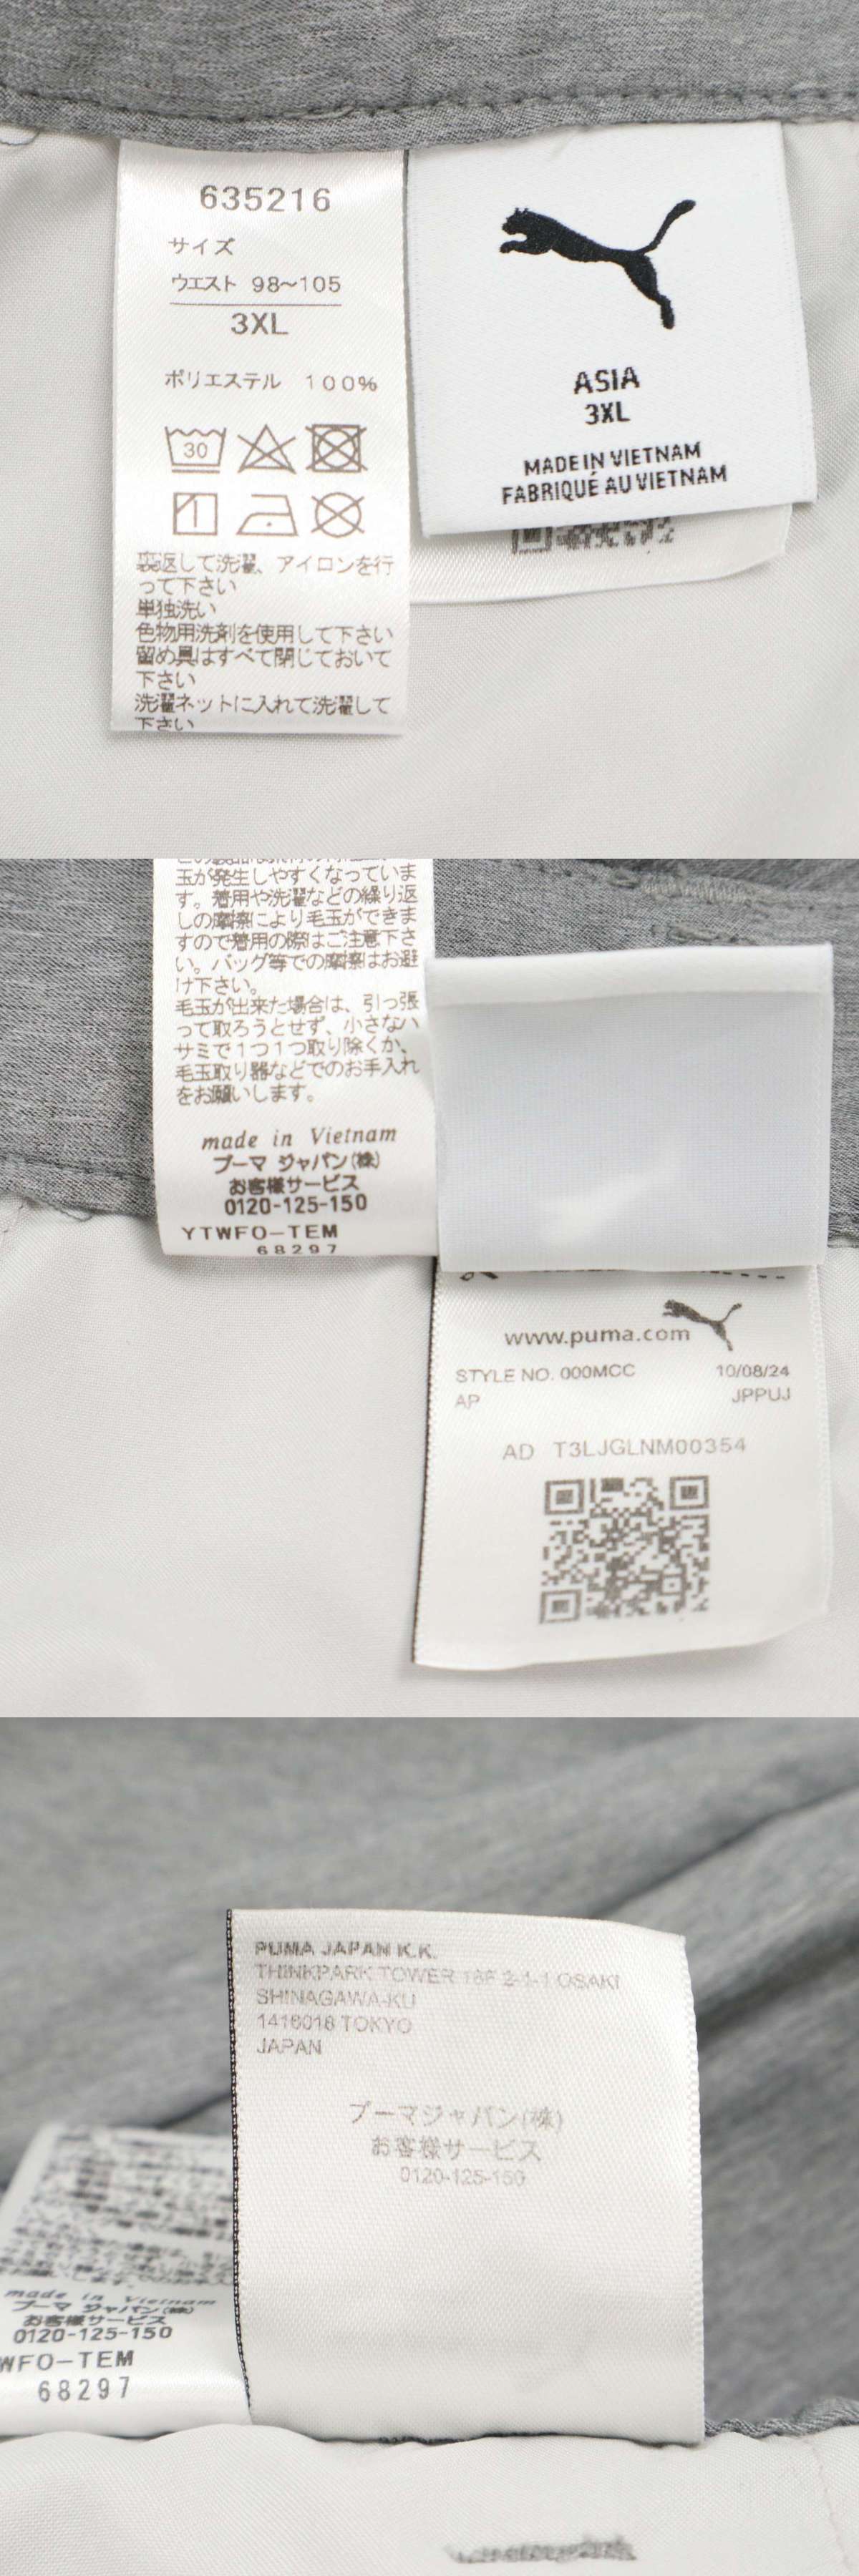 635216
サイズ
ウエスト 98~105
3XL
ポリエステル 100%
30
裏返して洗濯、アイロンを行
って下さい
単独洗い
色物用洗剤を使用して下さい
留め具はすべて閉じておいて
下さい
洗濯ネットに入れて洗濯して
下さい
ASIA
3XL
MADE IN VIETNAM
FABRIQUÉ AU VIETNAM
玉が発生しやすくなっていま
す。着用や洗濯などの繰り返
しの摩擦により毛玉ができま
すので着用の際はご注意下さ
い。バッグ等での摩擦はお避
け下さい。
毛玉が出来た場合は、引っ張
って取ろうとせず、小さなハ
サミで1つ1つ取り除くか、
毛玉取り器などでのお手入れ
をお願いします。
made in Vietnam
プーマ ジャパン(株)
お客様サービス
0120-125-150
YTWFO-TEM
68297
www.puma.com
STYLE NO. 000MCC 10/08/24
AP JPPUJ
AD T3LJGLNM00354
PUMA JAPAN K.K.
THINKPARK TOWER 18F 2-1-1 OSAKI
SHINAGAWA-KU
1416018 TOKYO
JAPAN
プーマジャパン(株)
お客様サービス
0120-125-150
made in Vietnam
プーマ ジャパン(株)
お客様サービス
0120-125-150
WFO-TEM
68297